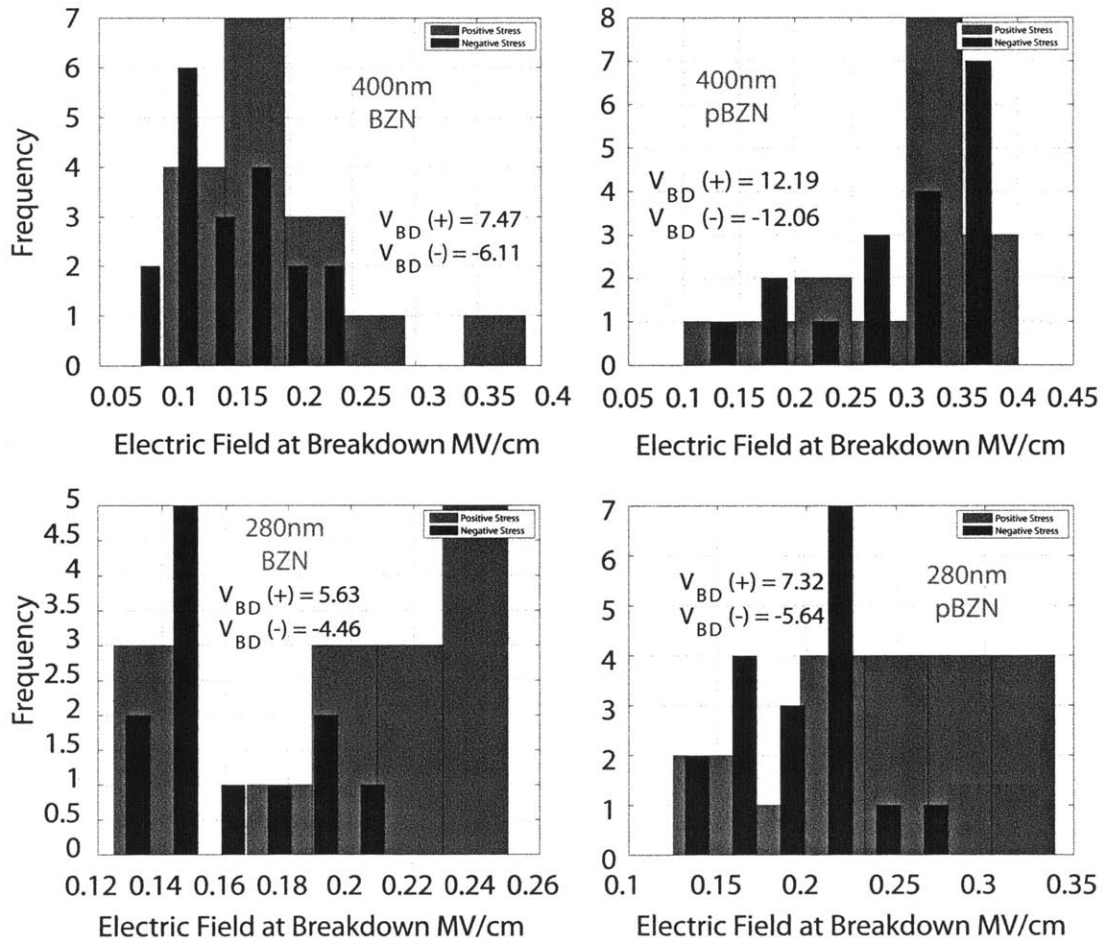 7
6
5
4
3
2
1
0
Frequency
Positive Stress
Negative Stress
400nm
BZN
V BD (+) = 7.47
V BD (-) = -6.11
0.05 0.1 0.15 0.2 0.25 0.3 0.35 0.4
Electric Field at Breakdown MV/cm
8
7
6
5
4
3
2
1
0
Positive Stress
Negative Stress
400nm
pBZN
V BD (+) = 12.19
V BD (-) = -12.06
0.05 0.1 0.15 0.2 0.25 0.3 0.35 0.4 0.45
Electric Field at Breakdown MV/cm
5
4.5
4
3.5
3
2.5
2
1.5
1
0.5
0
Frequency
Positive Stress
Negative Stress
280nm
BZN
V BD (+) = 5.63
V BD (-) = -4.46
0.12 0.14 0.16 0.18 0.2 0.22 0.24 0.26
Electric Field at Breakdown MV/cm
7
6
5
4
3
2
1
0
Positive Stress
Negative Stress
V BD (+) = 7.32
V BD (-) = -5.64
280nm
pBZN
0.1 0.15 0.2 0.25 0.3 0.35
Electric Field at Breakdown MV/cm